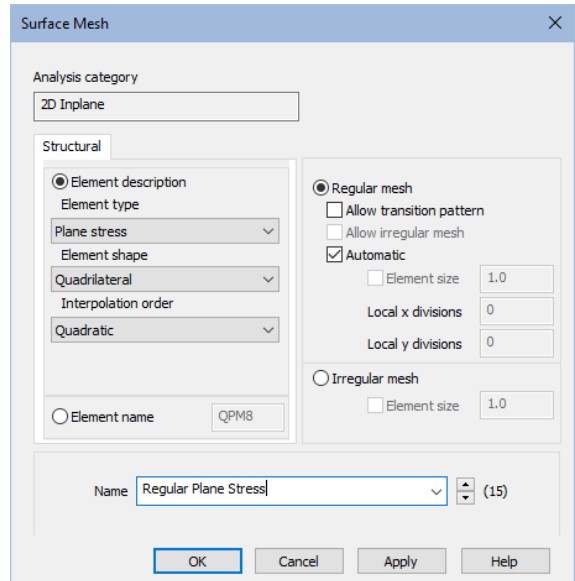 Surface Mesh
Analysis category
2D Inplane
Structural
Element description
Element type
Plane stress
Element shape
Quadrilateral
Interpolation order
Quadratic
Element name QPM8
Regular mesh
Allow transition pattern
Allow irregular mesh
Automatic
Element size 1.0
Local x divisions 0
Local y divisions 0
Irregular mesh
Element size 1.0
Name Regular Plane Stress (15)
OK Cancel Apply Help